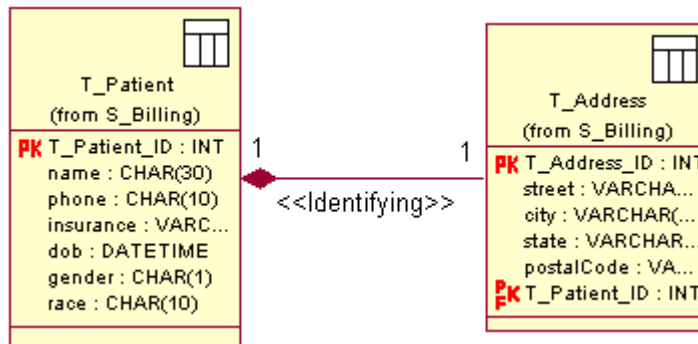 T_Patient
(from S_Billing)
PK T_Patient_ID : INT
name : CHAR(30)
phone : CHAR(10)
insurance : VARC...
dob : DATETIME
gender : CHAR(1)
race : CHAR(10)
1
1
<<Identifying>>
T_Address
(from S_Billing)
PK T_Address_ID : INT
street : VARCHA...
city : VARCHAR(...
state : VARCHAR...
postalCode : VA...
PFK T_Patient_ID : INT